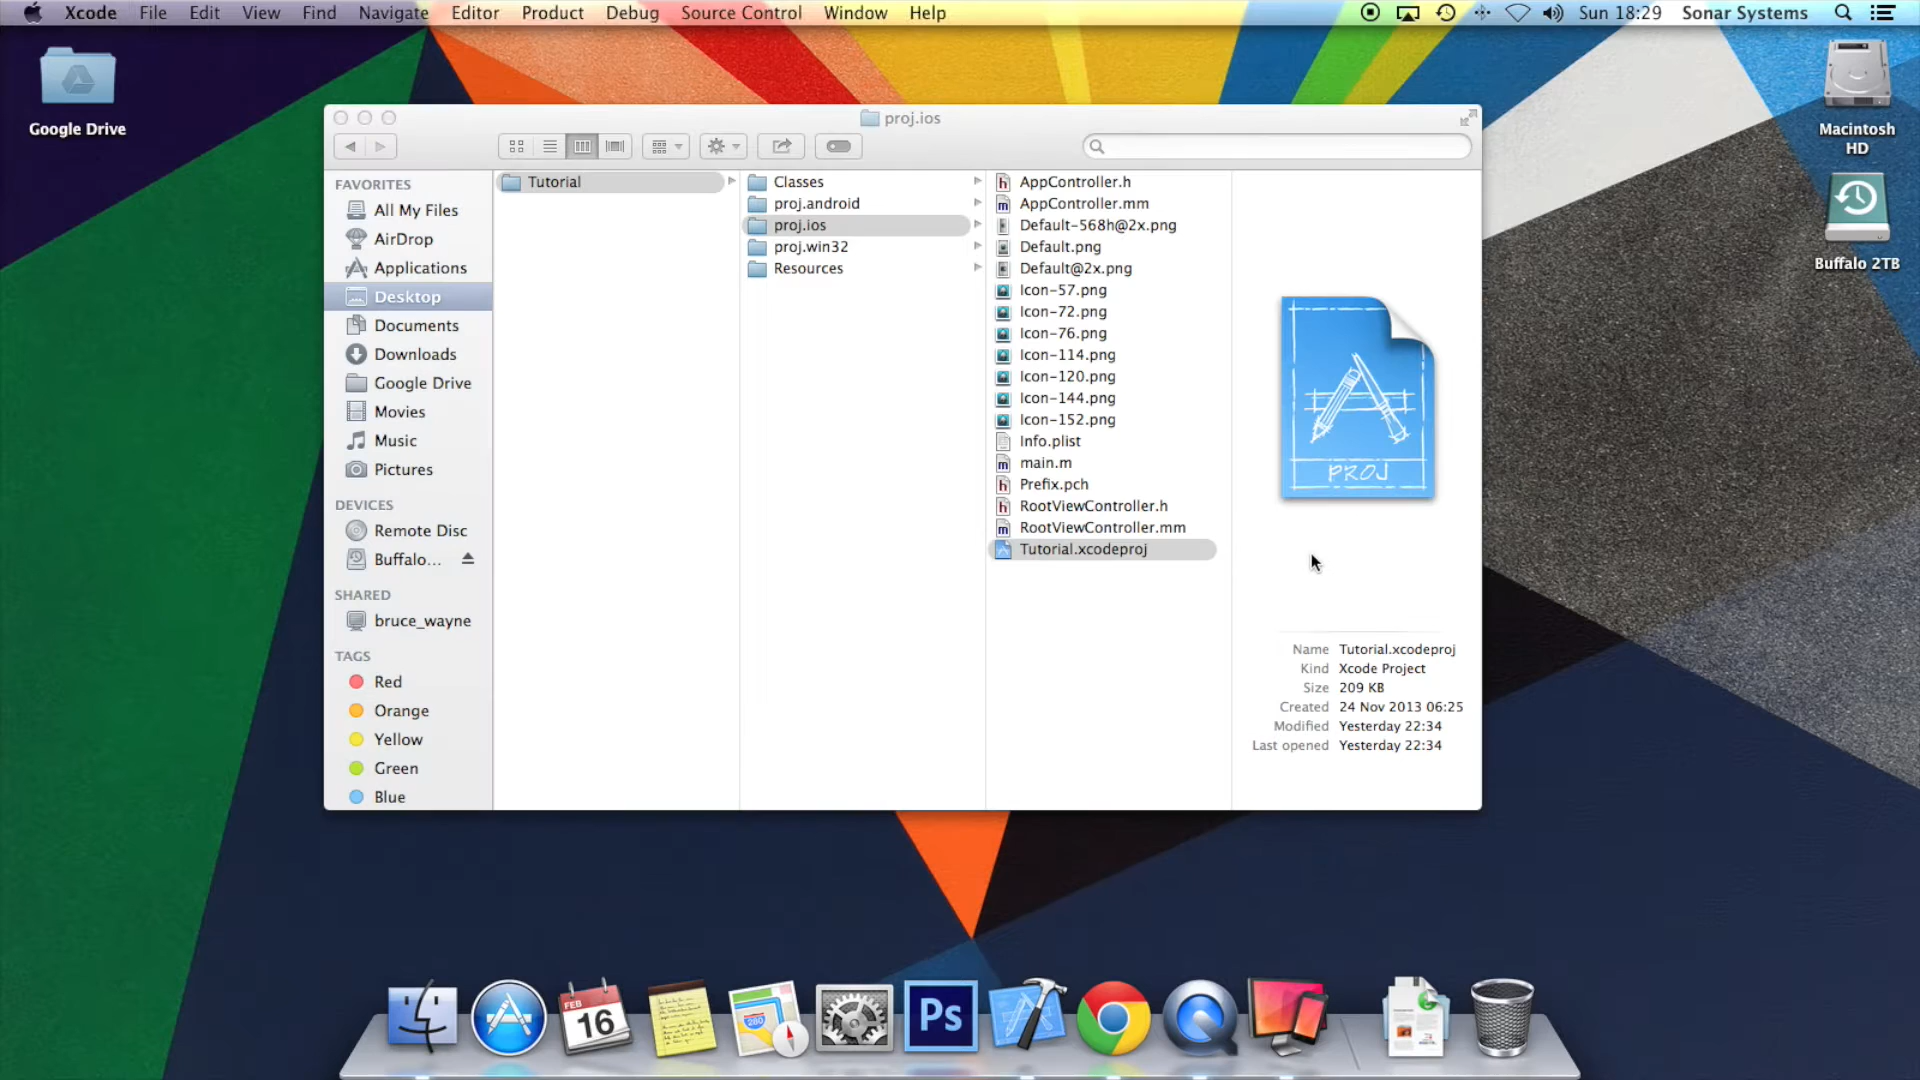 Xcode File Edit View Find Navigate Editor Product Debug Source Control Window Help Sun 18:29 Sonar Systems
Google Drive
Macintosh
HD
Buffalo 2TB
proj.ios
FAVORITES
All My Files
AirDrop
Applications
Desktop
Documents
Downloads
Google Drive
Movies
Music
Pictures
DEVICES
Remote Disc
Buffalo...
SHARED
bruce_wayne
TAGS
Red
Orange
Yellow
Green
Blue
Tutorial
Classes
proj.android
proj.ios
proj.win32
Resources
AppController.h
AppController.mm
Default-568h@2x.png
Default.png
Default@2x.png
Icon-57.png
Icon-72.png
Icon-76.png
Icon-114.png
Icon-120.png
Icon-144.png
Icon-152.png
Info.plist
main.m
Prefix.pch
RootViewController.h
RootViewController.mm
Tutorial.xcodeproj
PROJ
Name Tutorial.xcodeproj
Kind Xcode Project
Size 209 KB
Created 24 Nov 2013 06:25
Modified Yesterday 22:34
Last opened Yesterday 22:34
FEB
16
280
Ps